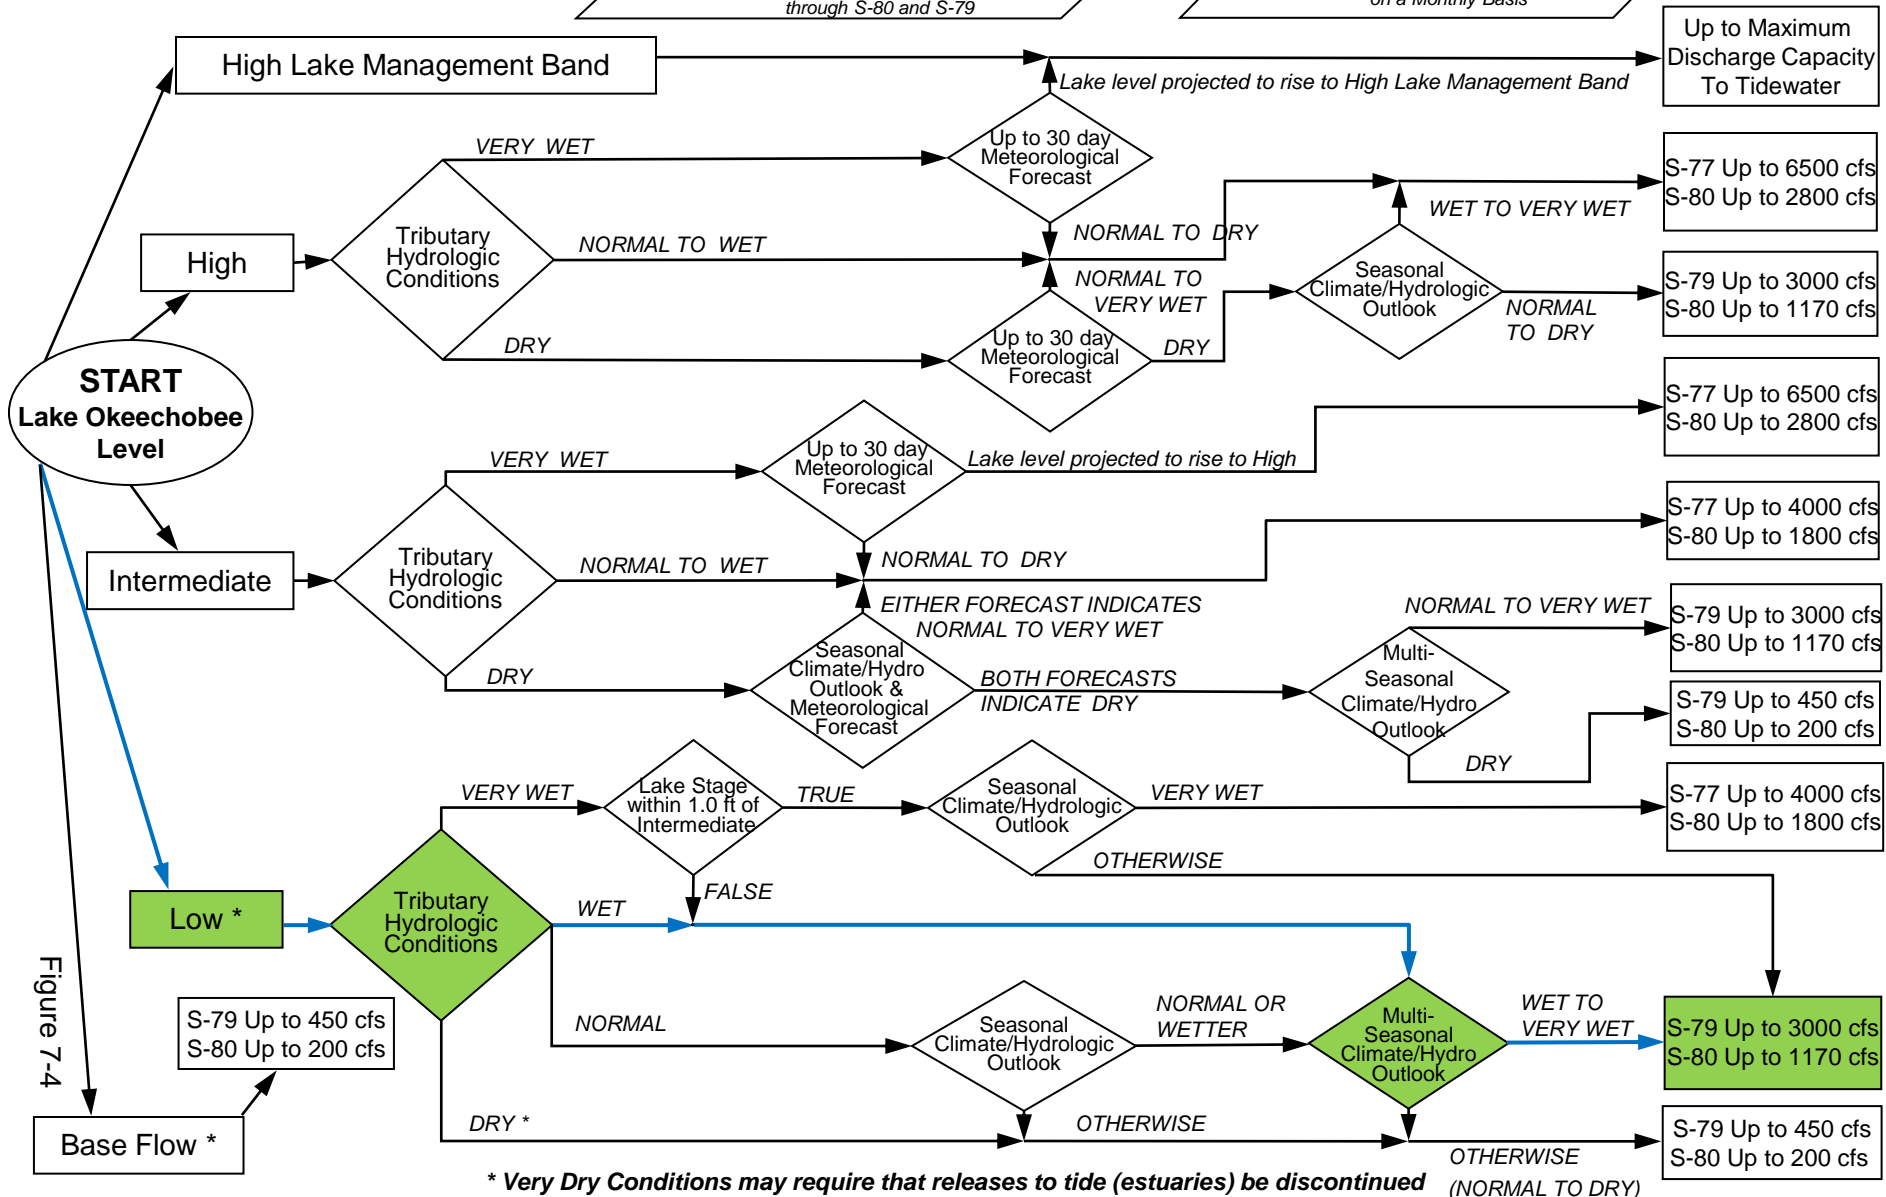 through S-80 and S-79
on a Monthly Basis
High Lake Management Band
Lake level projected to rise to High Lake Management Band
Up to Maximum
Discharge Capacity
To Tidewater
VERY WET
Up to 30 day
Meteorological
Forecast
S-77 Up to 6500 cfs
S-80 Up to 2800 cfs
WET TO VERY WET
High
Tributary
Hydrologic
Conditions
NORMAL TO WET
NORMAL TO DRY
NORMAL TO
VERY WET
Seasonal
Climate/Hydrologic
Outlook
NORMAL
TO DRY
S-79 Up to 3000 cfs
S-80 Up to 1170 cfs
DRY
Up to 30 day
Meteorological
Forecast
DRY
START
Lake Okeechobee
Level
S-77 Up to 6500 cfs
S-80 Up to 2800 cfs
VERY WET
Up to 30 day
Meteorological
Forecast
Lake level projected to rise to High
S-77 Up to 4000 cfs
S-80 Up to 1800 cfs
Intermediate
Tributary
Hydrologic
Conditions
NORMAL TO WET
NORMAL TO DRY
EITHER FORECAST INDICATES
NORMAL TO VERY WET
NORMAL TO VERY WET
S-79 Up to 3000 cfs
S-80 Up to 1170 cfs
DRY
Seasonal
Climate/Hydro
Outlook &
Meteorological
Forecast
BOTH FORECASTS
INDICATE DRY
Multi-
Seasonal
Climate/Hydro
Outlook
DRY
S-79 Up to 450 cfs
S-80 Up to 200 cfs
VERY WET
Lake Stage
within 1.0 ft of
Intermediate
TRUE
Seasonal
Climate/Hydrologic
Outlook
VERY WET
S-77 Up to 4000 cfs
S-80 Up to 1800 cfs
OTHERWISE
FALSE
Low *
Tributary
Hydrologic
Conditions
WET
NORMAL
Seasonal
Climate/Hydrologic
Outlook
NORMAL OR
WETTER
Multi-
Seasonal
Climate/Hydro
Outlook
WET TO
VERY WET
S-79 Up to 3000 cfs
S-80 Up to 1170 cfs
Figure 7-4
S-79 Up to 450 cfs
S-80 Up to 200 cfs
Base Flow *
DRY *
OTHERWISE
S-79 Up to 450 cfs
S-80 Up to 200 cfs
OTHERWISE
(NORMAL TO DRY)
* Very Dry Conditions may require that releases to tide (estuaries) be discontinued